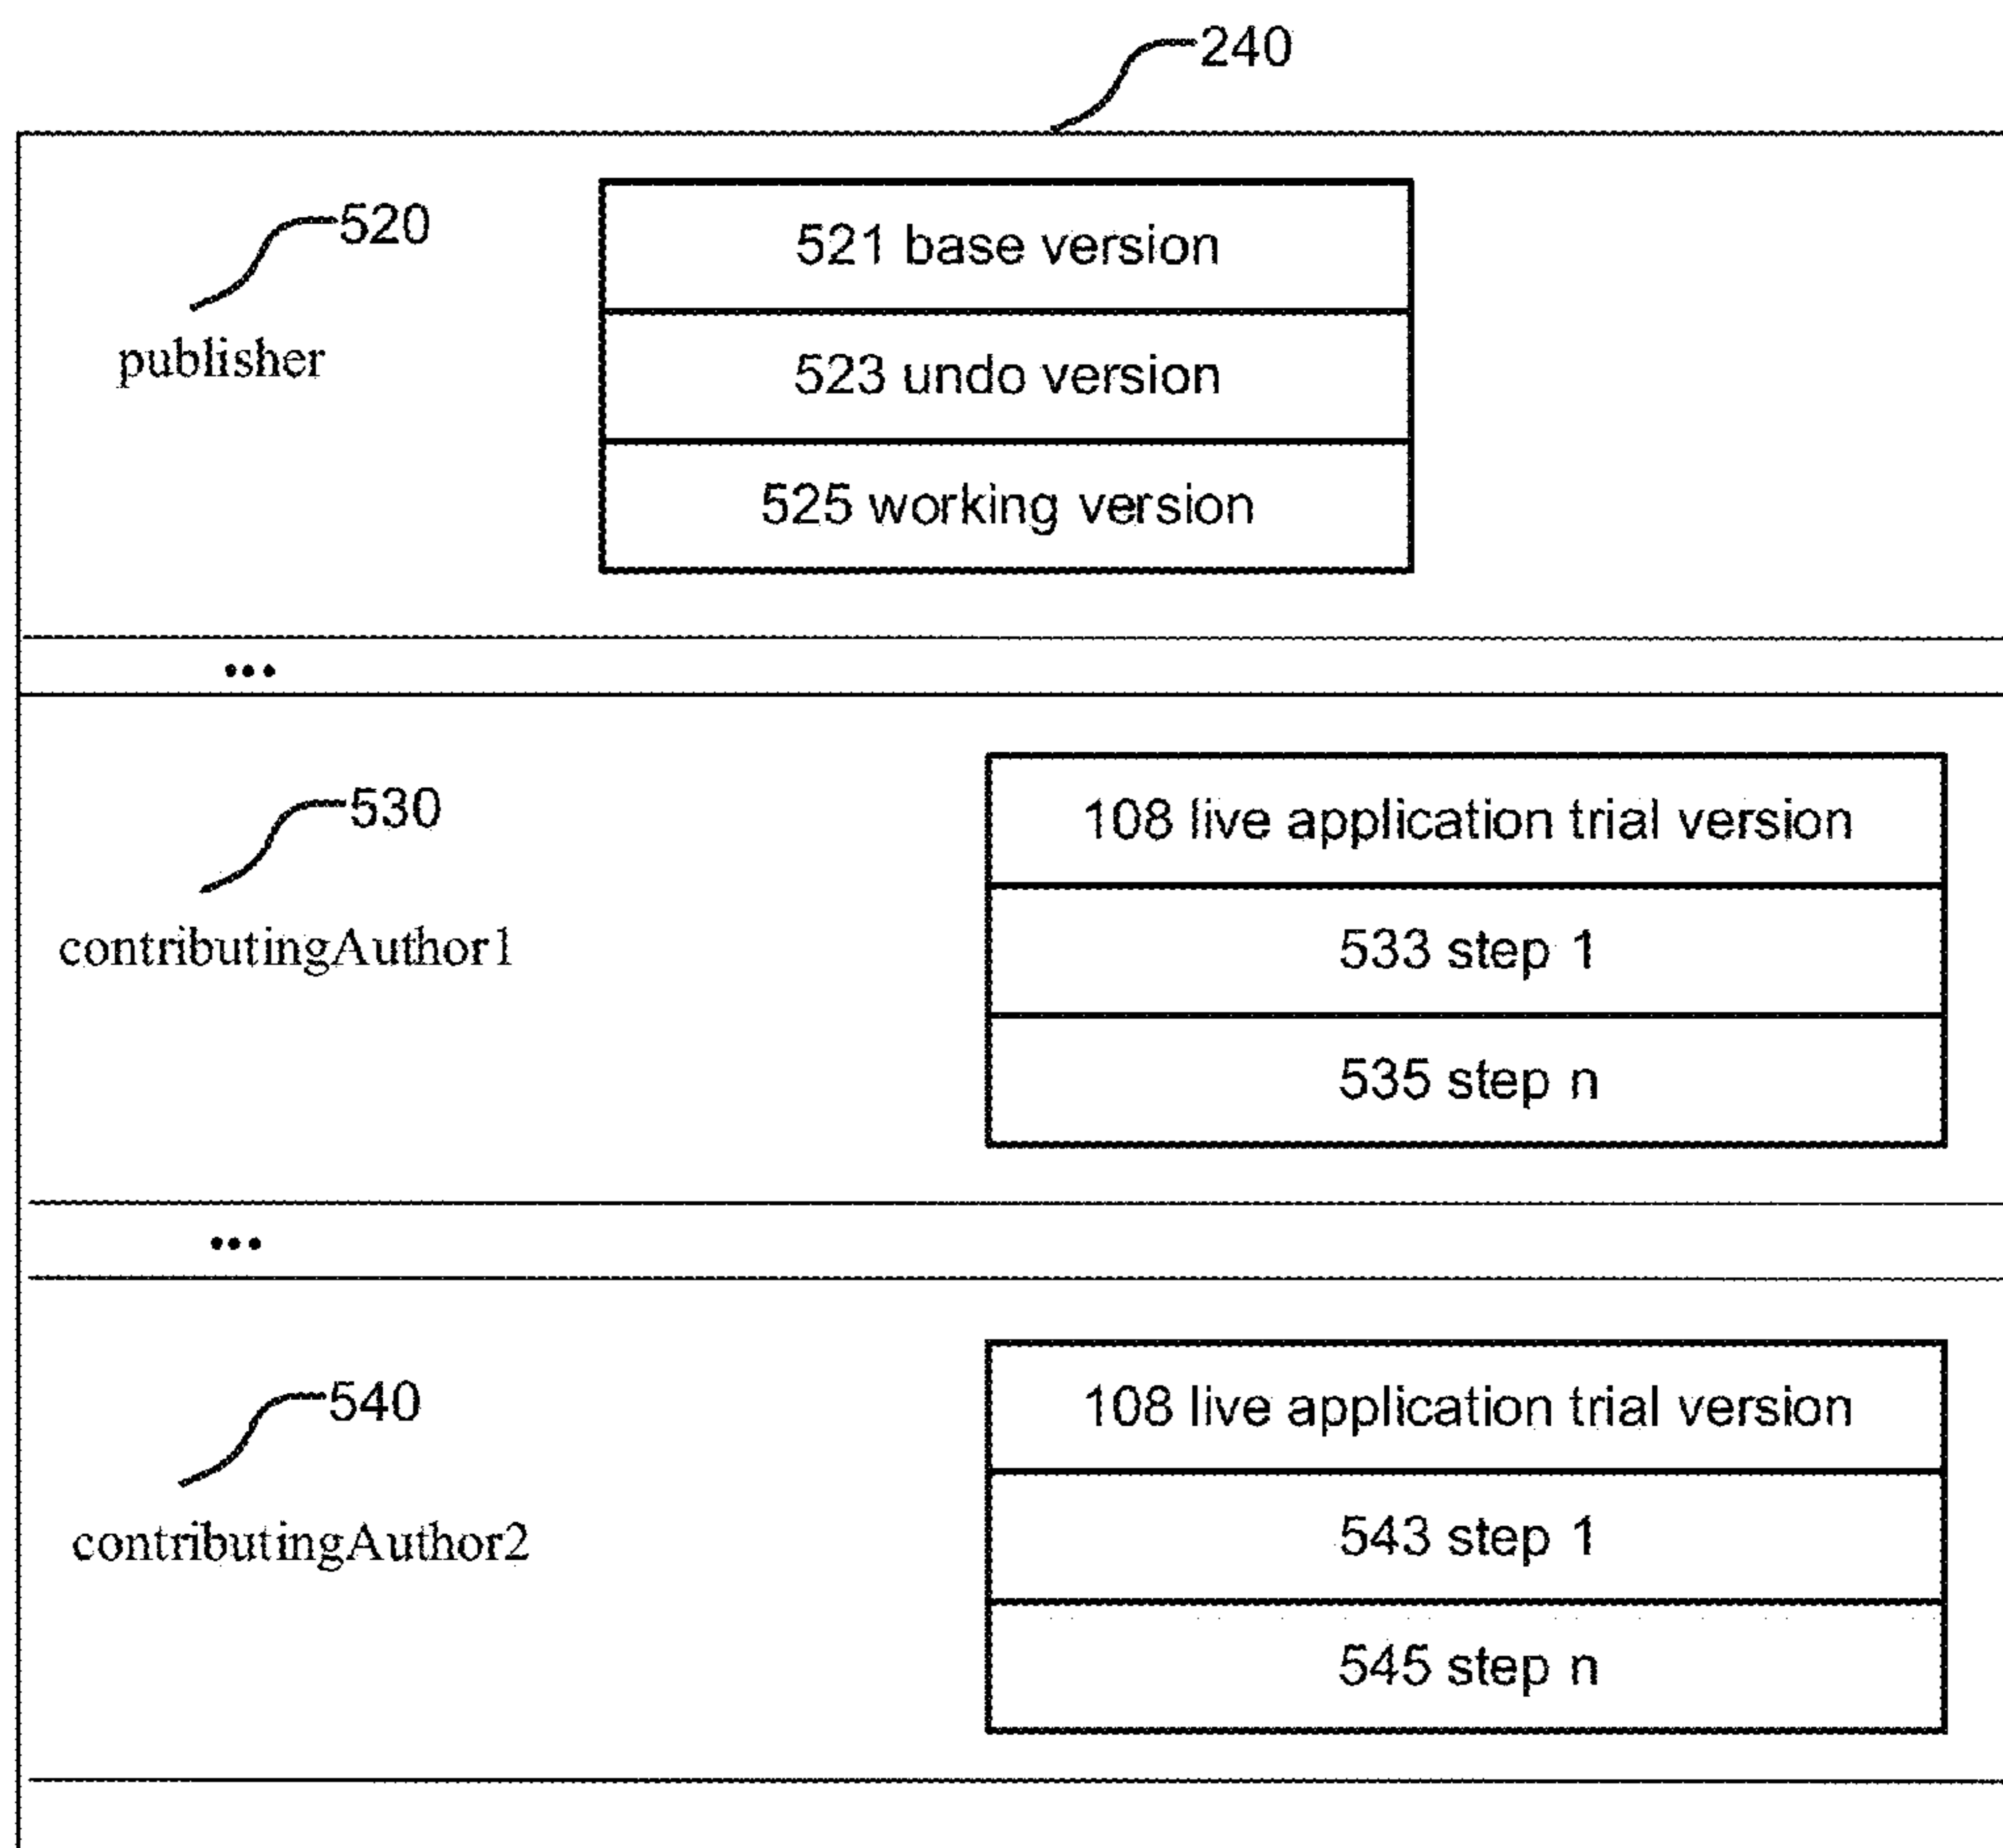 240
520
publisher
521 base version
523 undo version
525 working version
...
530
contributingAuthor1
108 live application trial version
533 step 1
535 step n
...
540
contributingAuthor2
108 live application trial version
543 step 1
545 step n